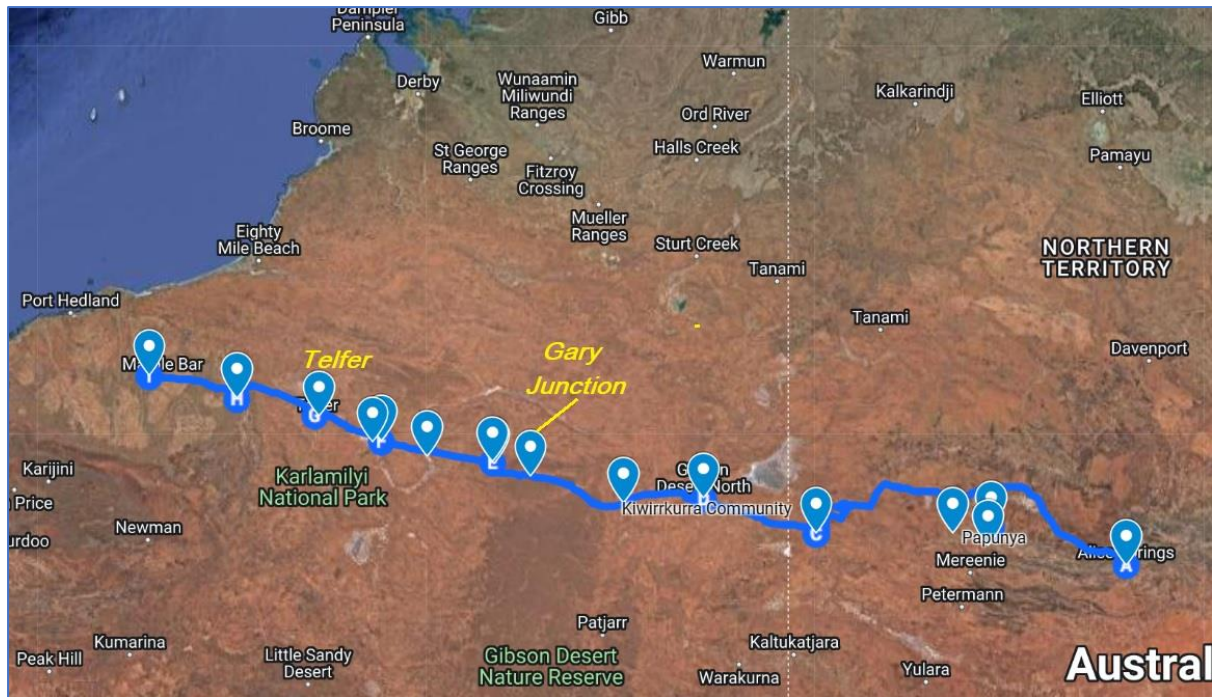 Dampier
Peninsula
Gibb
Derby
Wunaamin
Miliwundi
Ranges
Warmun
Kalkarindji
Elliott
Broome
Ord River
St George
Ranges
Halls Creek
Pamayu
Fitzroy
Crossing
Mueller
Ranges
Eighty
Mile Beach
Sturt Creek
Tanami
NORTHERN
TERRITORY
Port Hedland
Tanami
Davenport
Telfer
Gary
Junction
Bar
I
H
G
F
E
D
C
A
Karijini
Price
Karlamilyi
National Park
Newman
Kiwirrkurra Community
Papunya
Mereenie
Petermann
Patjarr
Kumarina
Kaltukatjara
Peak Hill
Little Sandy
Desert
Gibson Desert
Nature Reserve
Warakurna
Yulara
Austral